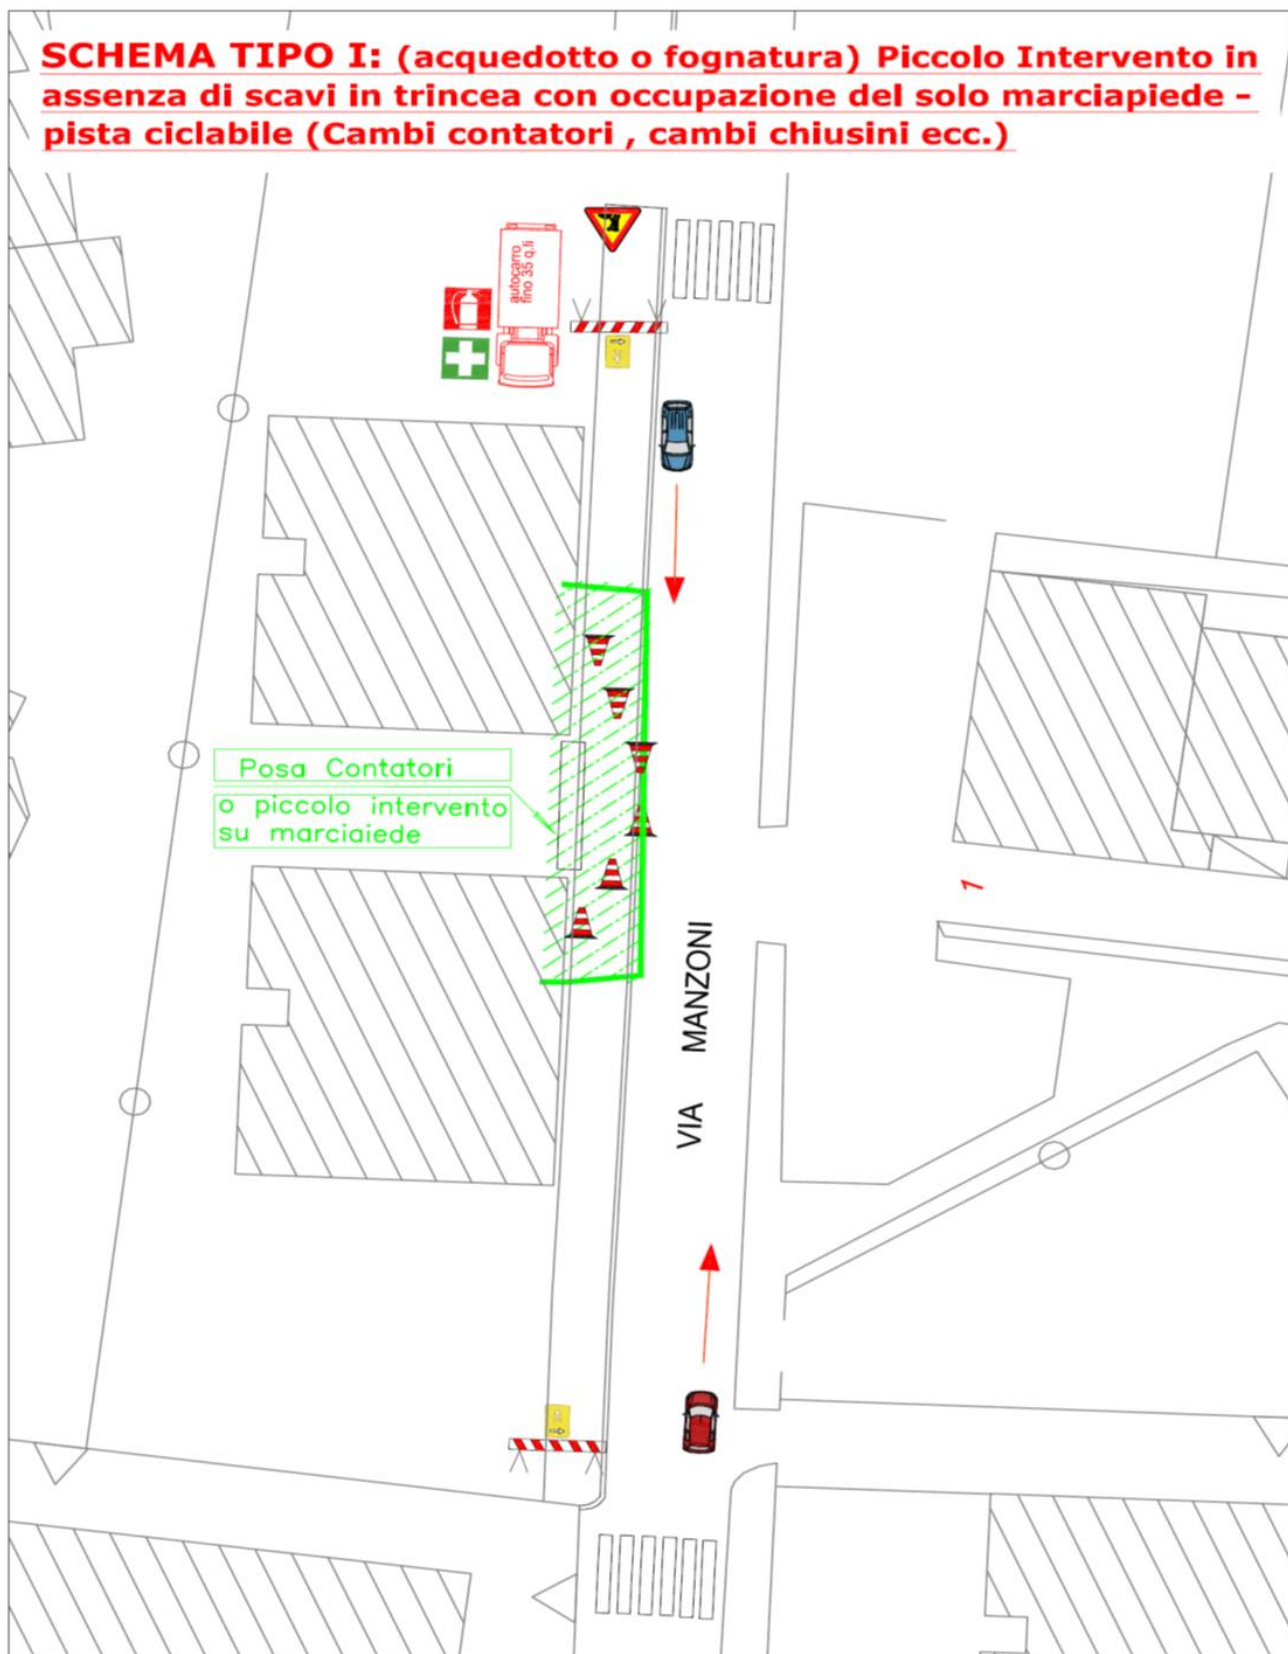 SCHEMA TIPO I: (acquedotto o fognatura) Piccolo Intervento in
assenza di scavi in trincea con occupazione del solo marciapiede –
pista ciclabile (Cambi contatori , cambi chiusini ecc.)
autocarro
fino 35 q.li
Posa Contatori
o piccolo intervento
su marciaiede
1
VIA MANZONI